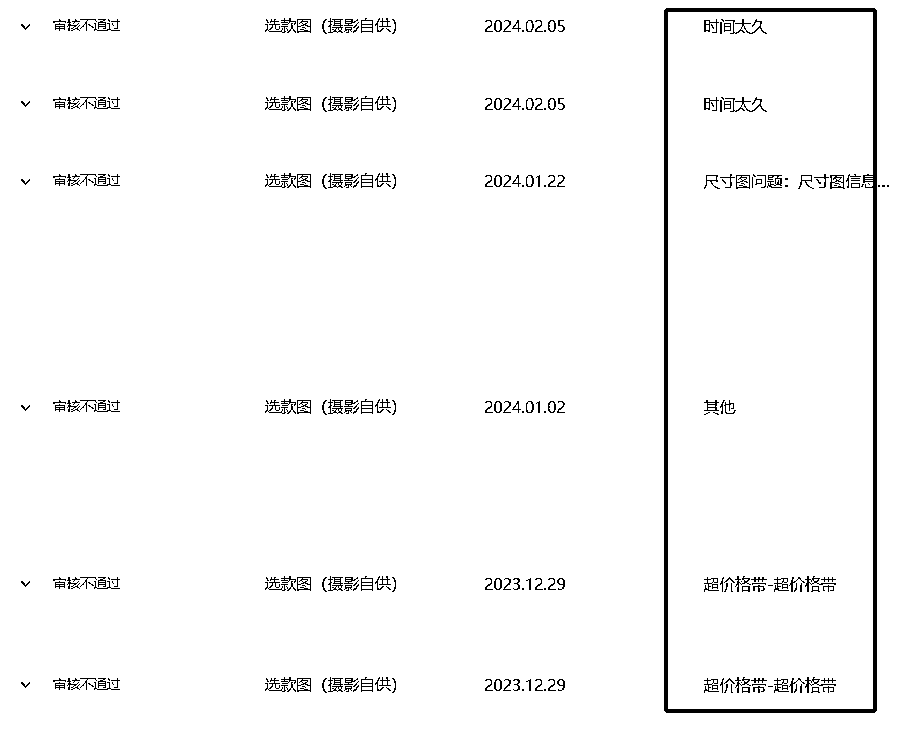 审核不通过 选款图（摄影自供） 2024.02.05 时间太久
审核不通过 选款图（摄影自供） 2024.02.05 时间太久
审核不通过 选款图（摄影自供） 2024.01.22 尺寸图问题：尺寸图信息...
审核不通过 选款图（摄影自供） 2024.01.02 其他
审核不通过 选款图（摄影自供） 2023.12.29 超价格带-超价格带
审核不通过 选款图（摄影自供） 2023.12.29 超价格带-超价格带